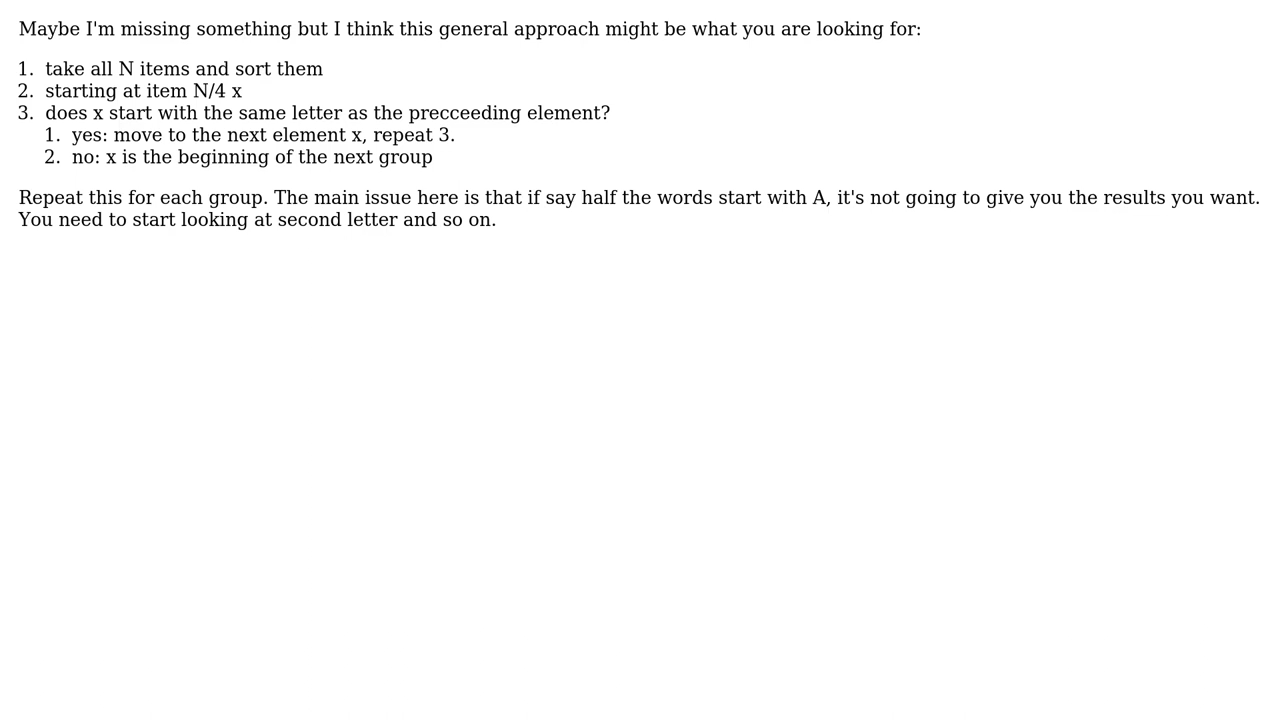 Maybe I'm missing something but I think this general approach might be what you are looking for:
1. take all N items and sort them
2. starting at item N/4 x
3. does x start with the same letter as the precceeding element?
1. yes: move to the next element x, repeat 3.
2. no: x is the beginning of the next group
Repeat this for each group. The main issue here is that if say half the words start with A, it's not going to give you the results you want.
You need to start looking at second letter and so on.